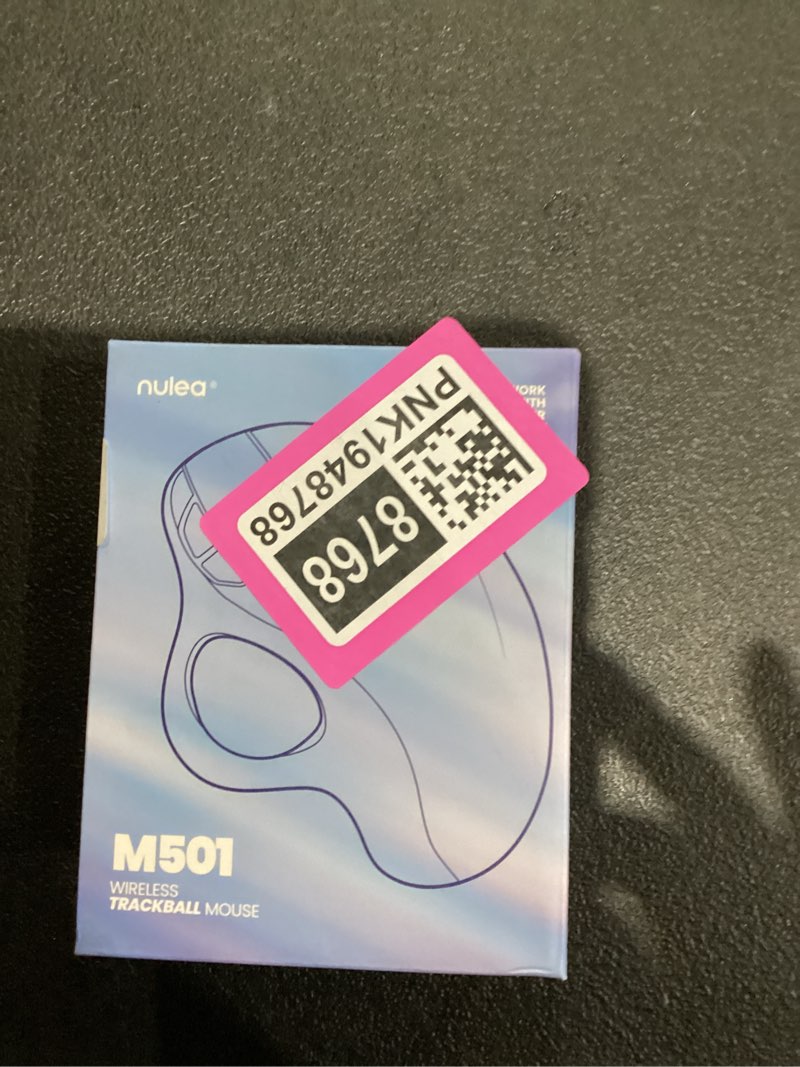 nulea®
PNK1948768
8768
M501
WIRELESS
TRACKBALL MOUSE